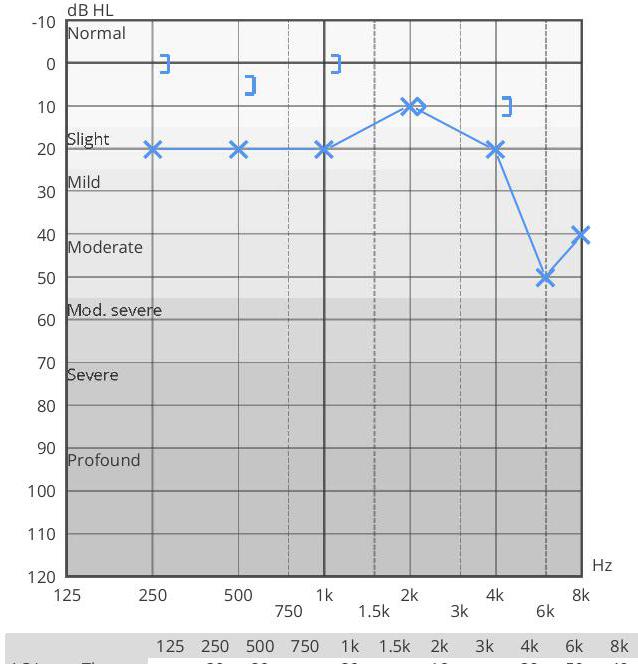 dB HL
-10
Normal
0
10
Slight
20
Mild
30
40
Moderate
50
Mod. severe
60
70
Severe
80
90
Profound
100
110
120
Hz
125 250 500 1k 2k 4k 8k
750 1.5k 3k 6k
125 250 500 750 1k 1.5k 2k 3k 4k 6k 8k